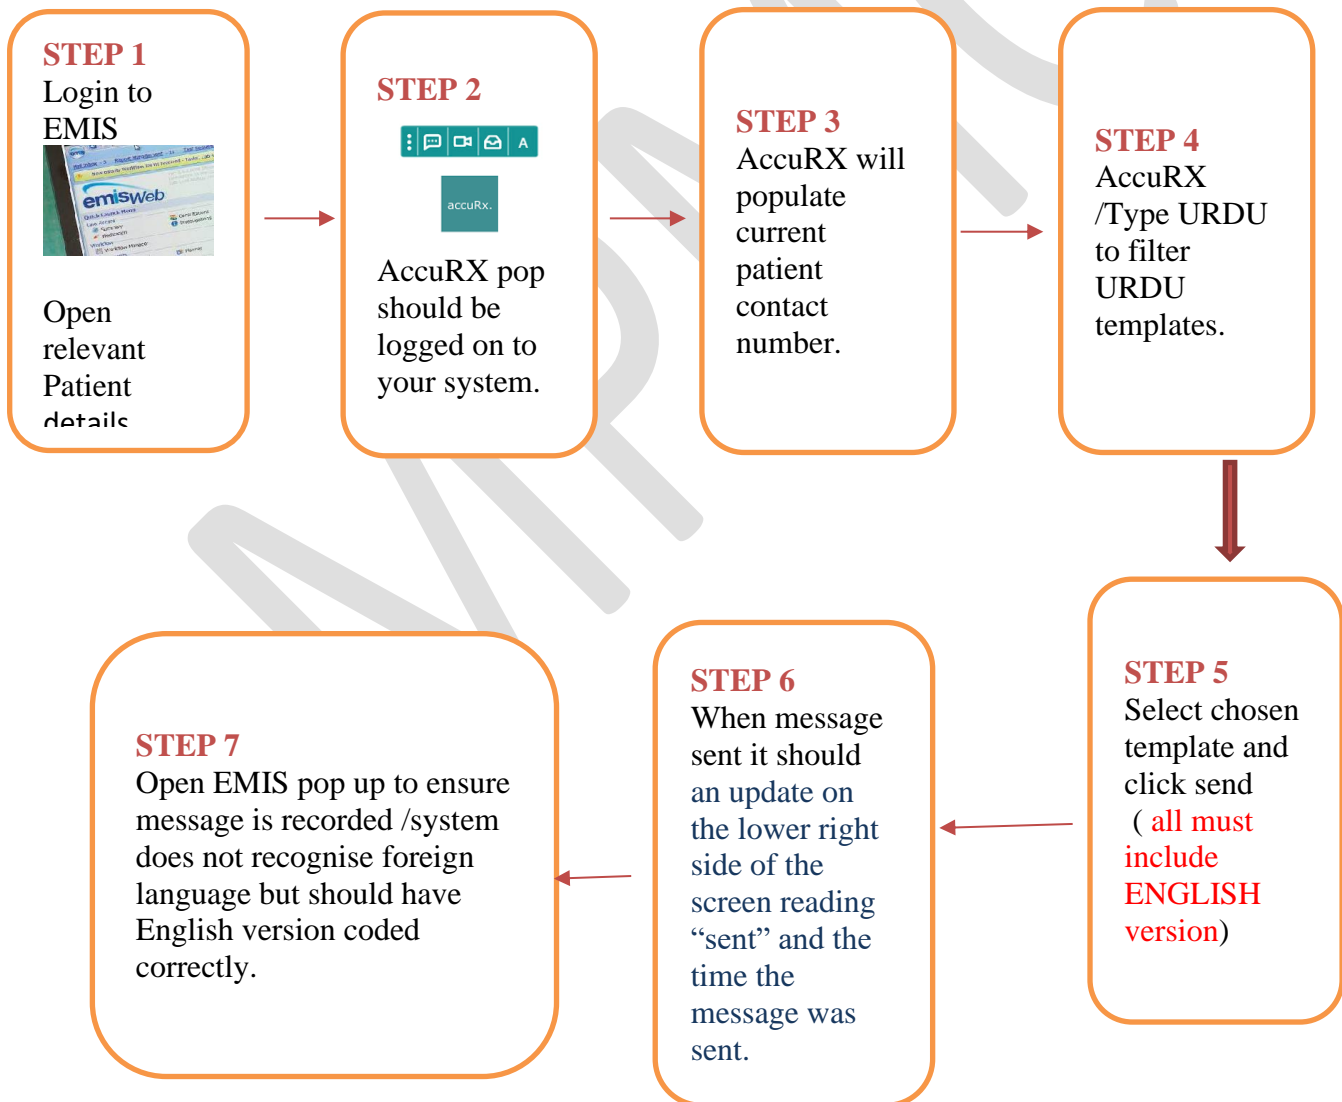 STEP 1
Login to
EMIS
emisWeb
Open
relevant
Patient
details
STEP 2
A
accuRx.
AccuRX pop
should be
logged on to
your system.
STEP 3
AccuRX will
populate
current
patient
contact
number.
STEP 4
AccuRX
/Type URDU
to filter
URDU
templates.
STEP 5
Select chosen
template and
click send
( all must
include
ENGLISH
version)
STEP 6
When message
sent it should
an update on
the lower right
side of the
screen reading
“sent” and the
time the
message was
sent.
STEP 7
Open EMIS pop up to ensure
message is recorded /system
does not recognise foreign
language but should have
English version coded
correctly.